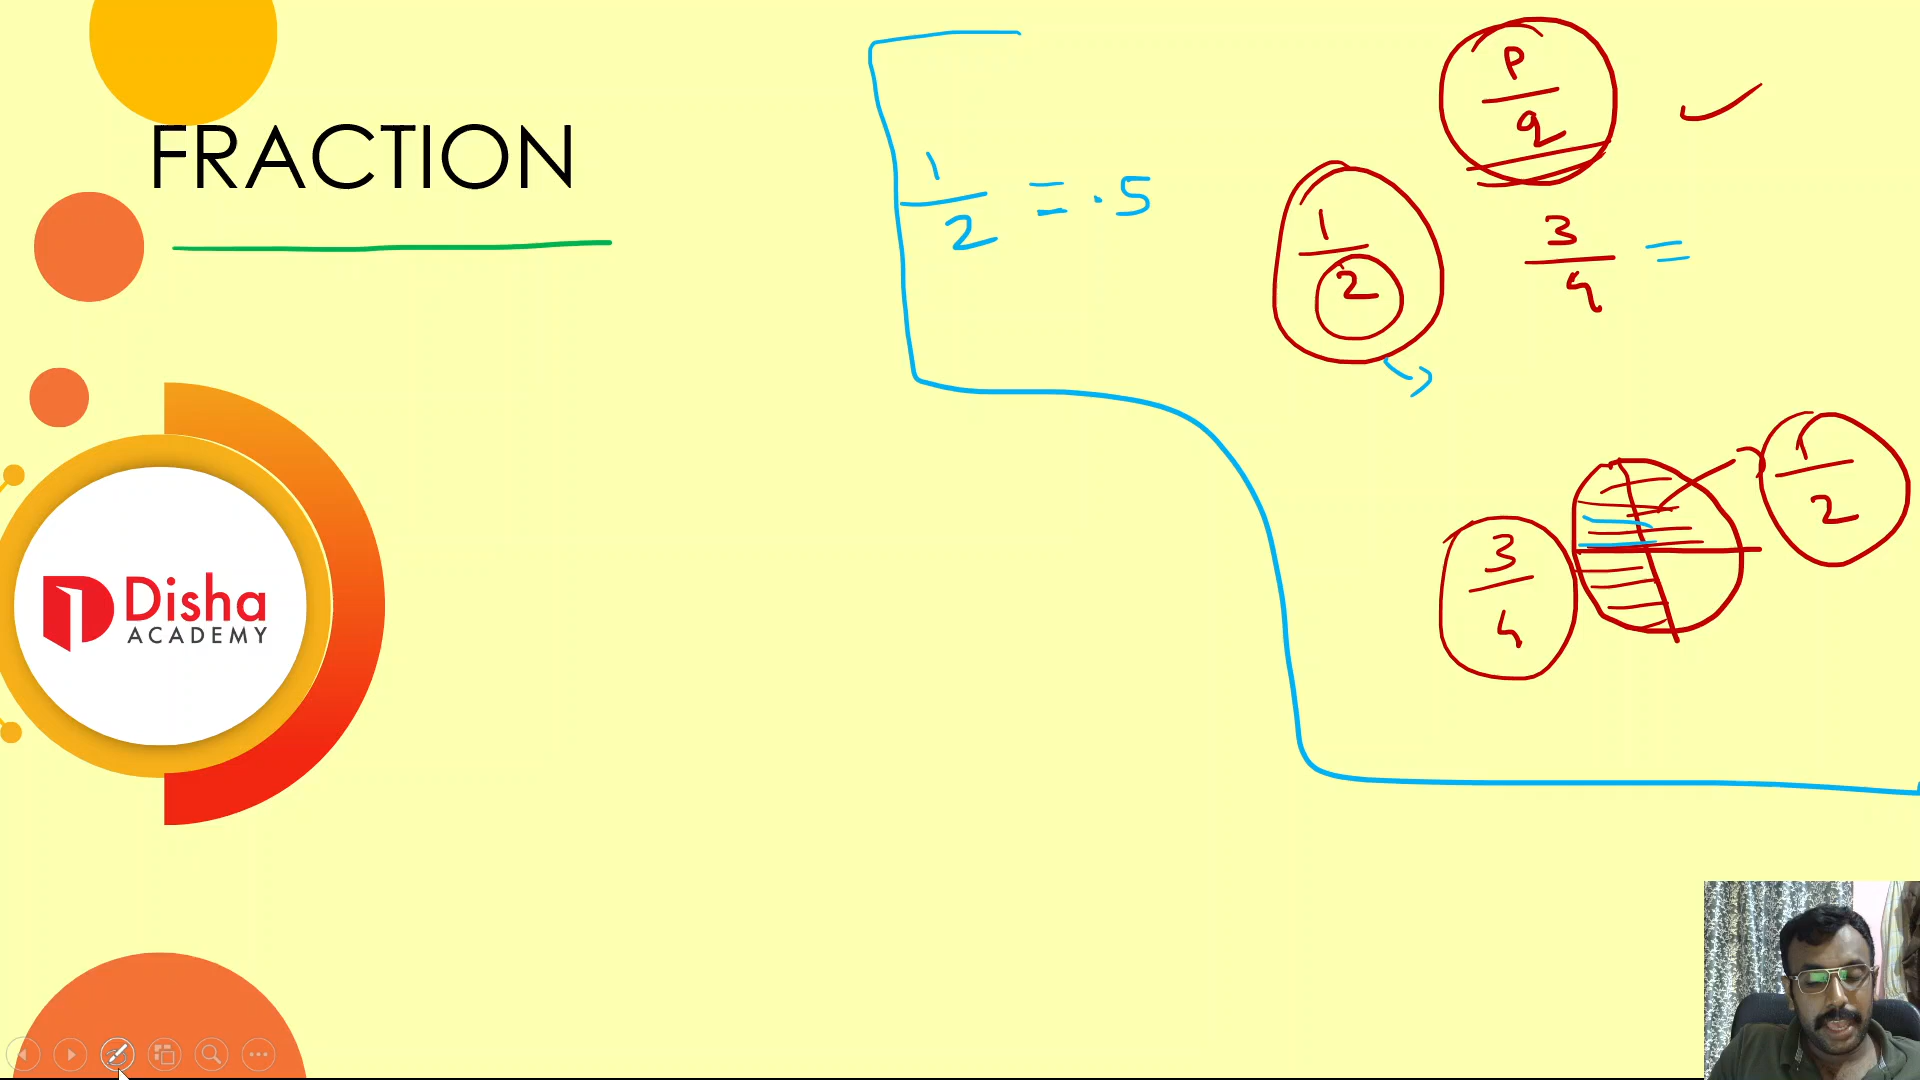 FRACTION
Disha
ACADEMY
1/2 = .5
p/q
1/2
3/4 =
1/2
3/4